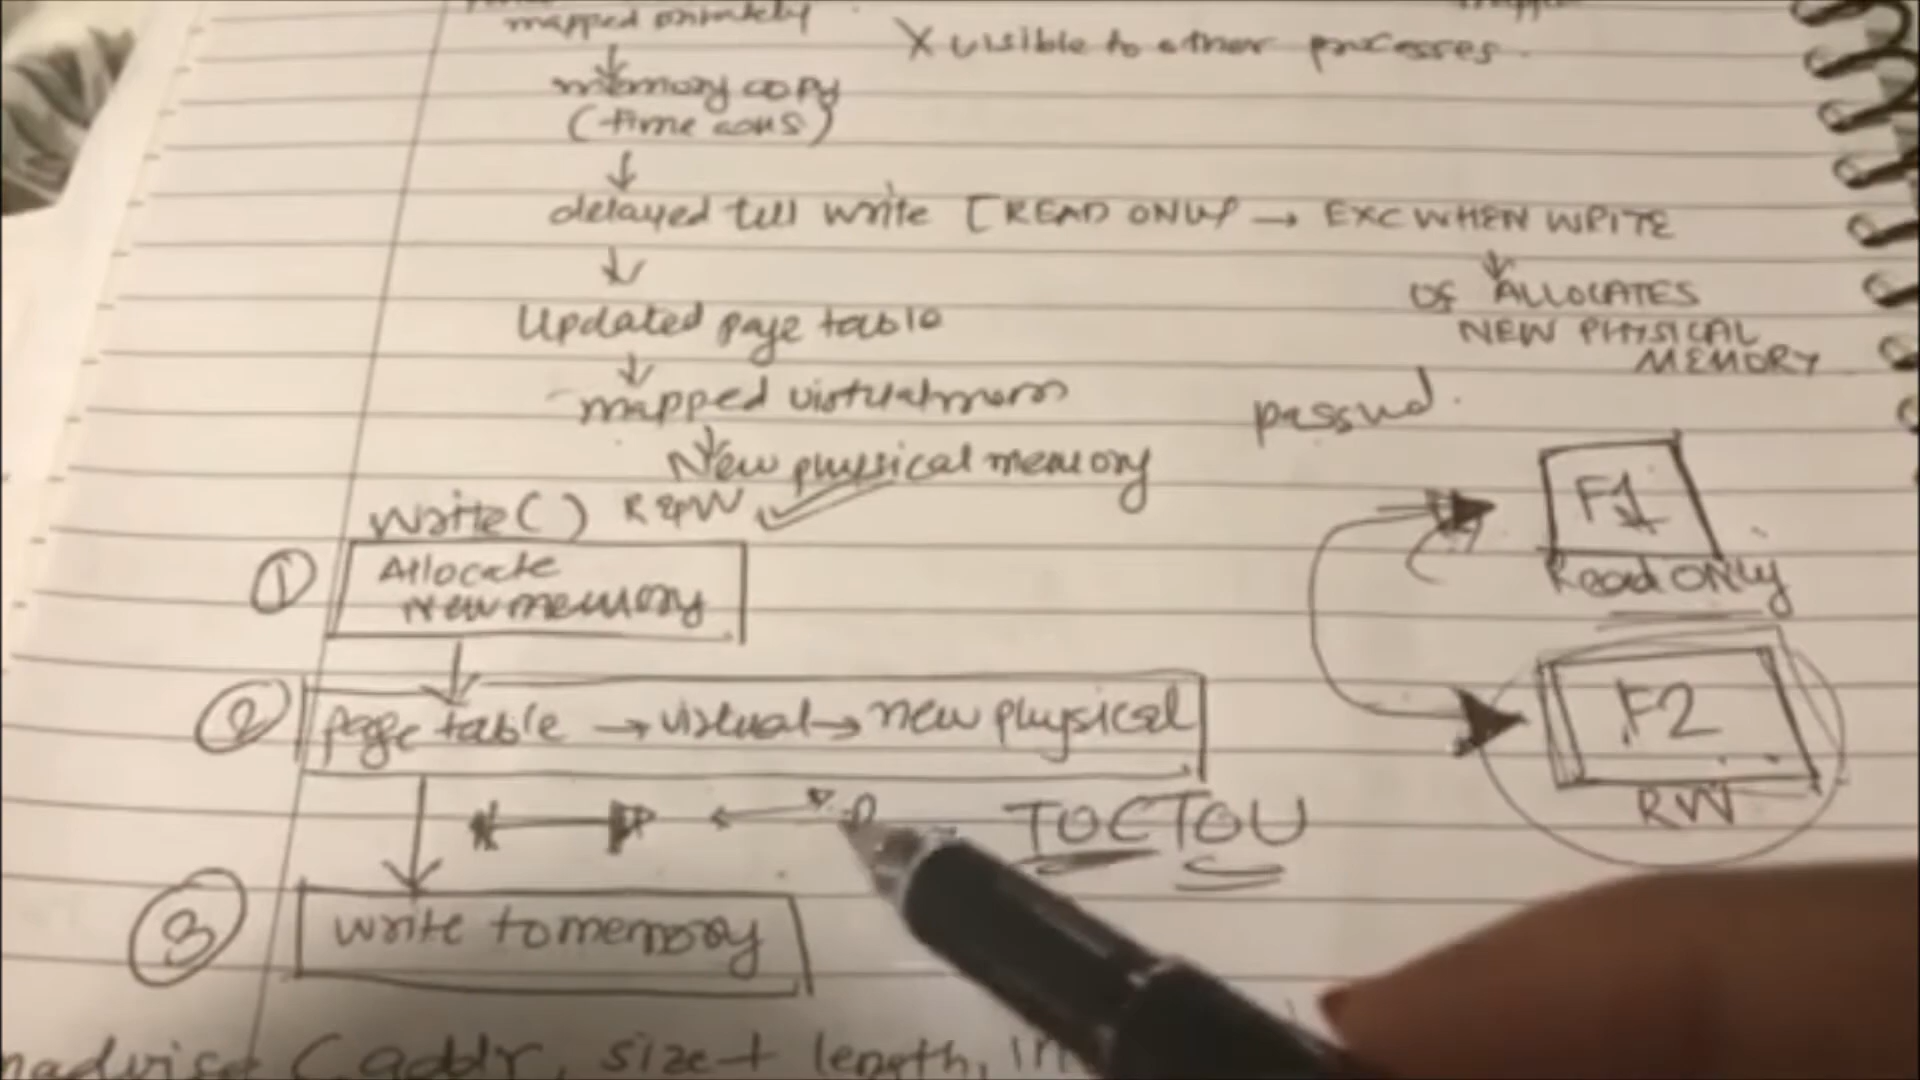 mapped privately
X visible to other processes.
memory copy
(time cons)
delayed till write [READ ONLY → EXC WHEN WRITE
OS ALLOCATES
NEW PHYSICAL
MEMORY
Updated page table
mapped virtual mem
New physical memory
passwd.
F1
Read only
Write() R&W
① Allocate
New memory
② page table → virtual → new physical
F2
RW
TOCTOU
③ write to memory
madvise (addr, size_t length, in